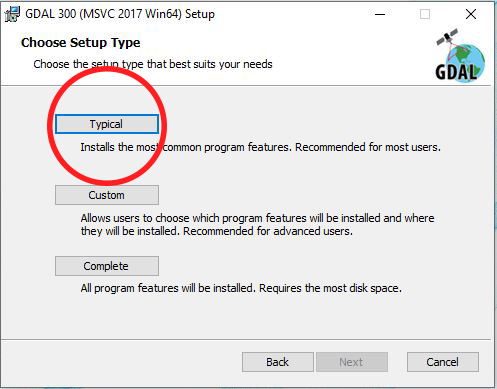 GDAL 300 (MSVC 2017 Win64) Setup
Choose Setup Type
Choose the setup type that best suits your needs
GDAL
Typical
Installs the most common program features. Recommended for most users.
Custom
Allows users to choose which program features will be installed and where
they will be installed. Recommended for advanced users.
Complete
All program features will be installed. Requires the most disk space.
Back
Next
Cancel